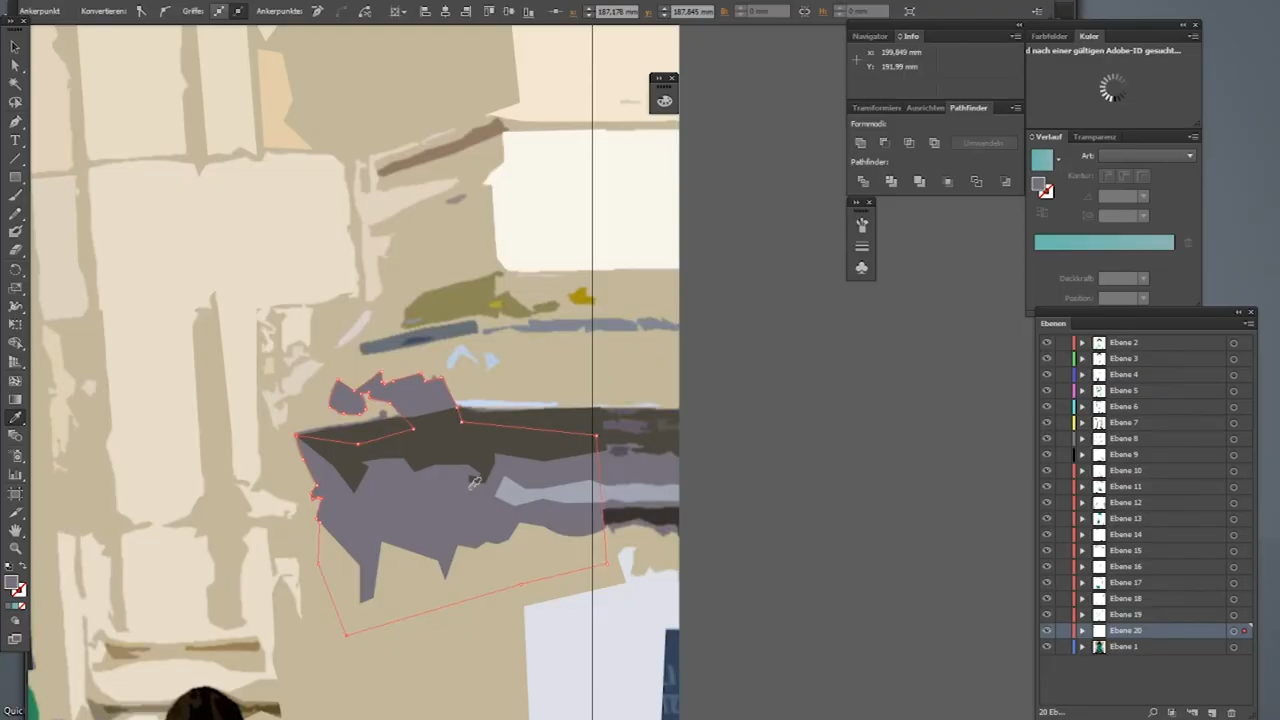 Ankerpunkt Konvertieren: Griffe: Ankerpunkte: x: 187,178 mm y: 187,845 mm B: 0 mm H: 0 mm
Navigator Info
x: 199,849 mm
Y: 191,99 mm
Farbfelder Kuler
d nach einer gültigen Adobe-ID gesucht...
Transformieren Ausrichten Pathfinder
Formmodi:
Umwandeln
Pathfinder:
Verlauf Transparenz
Art:
Kontur:
Deckkraft:
Position:
Ebenen
Ebene 2
Ebene 3
Ebene 4
Ebene 5
Ebene 6
Ebene 7
Ebene 8
Ebene 9
Ebene 10
Ebene 11
Ebene 12
Ebene 13
Ebene 14
Ebene 15
Ebene 16
Ebene 17
Ebene 18
Ebene 19
Ebene 20
Ebene 1
20 Eb...
Quic